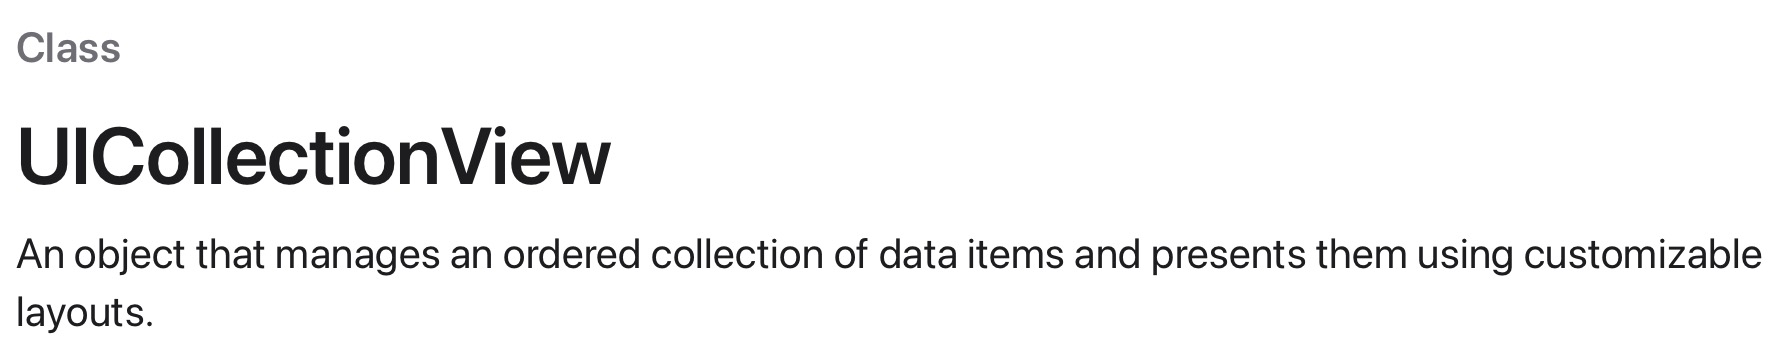 Class
UICollectionView
An object that manages an ordered collection of data items and presents them using customizable
layouts.